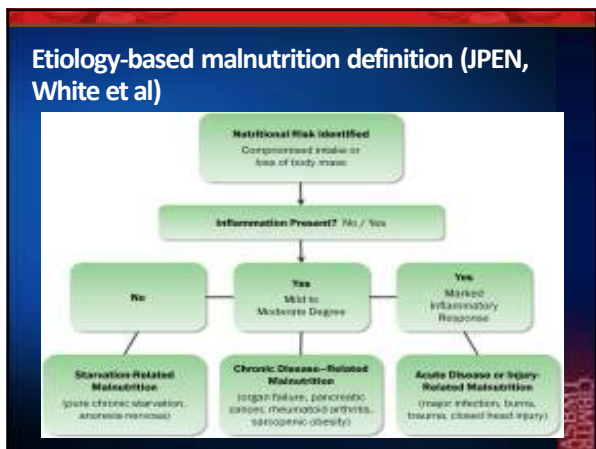 Etiology-based malnutrition definition (JPEN,
White et al)
Nutritional Risk Identified
Compromised intake or
loss of body mass
Inflammation Present? No / Yes
No
Yes
Mild to
Moderate Degree
Yes
Marked
Inflammatory
Response
Starvation-Related
Malnutrition
(pure chronic starvation,
anorexia nervosa)
Chronic Disease–Related
Malnutrition
(organ failure, pancreatic
cancer, rheumatoid arthritis,
sarcopenic obesity)
Acute Disease or Injury-
Related Malnutrition
(major infection, burns,
trauma, closed head injury)